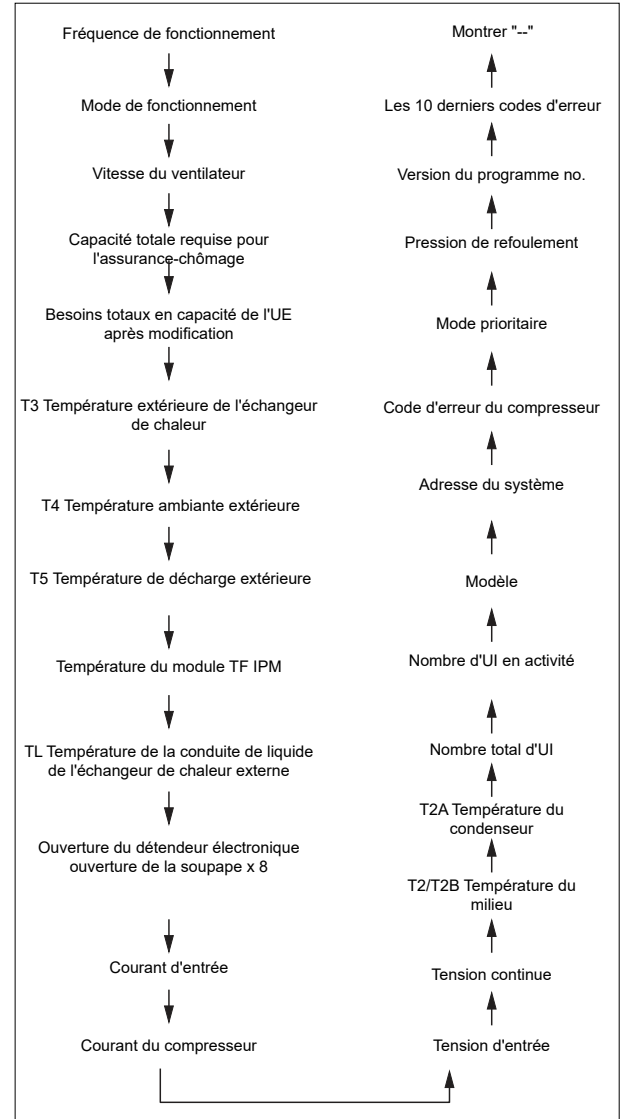 Fréquence de fonctionnement
Mode de fonctionnement
Vitesse du ventilateur
Capacité totale requise pour
l'assurance-chômage
Besoins totaux en capacité de l'UE
après modification
T3 Température extérieure de l'échangeur
de chaleur
T4 Température ambiante extérieure
T5 Température de décharge extérieure
Température du module TF IPM
TL Température de la conduite de liquide
de l'échangeur de chaleur externe
Ouverture du détendeur électronique
ouverture de la soupape x 8
Courant d'entrée
Courant du compresseur
Tension d'entrée
Tension continue
T2/T2B Température du
milieu
T2A Température du
condenseur
Nombre total d'UI
Nombre d'UI en activité
Modèle
Adresse du système
Code d'erreur du compresseur
Mode prioritaire
Pression de refoulement
Version du programme no.
Les 10 derniers codes d'erreur
Montrer "--"